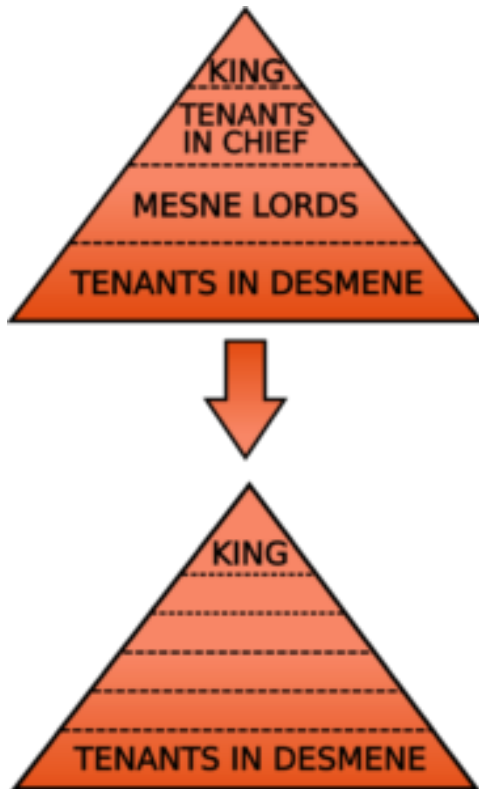 KING
TENANTS
IN CHIEF
MESNE LORDS
TENANTS IN DESMENE
KING
TENANTS IN DESMENE